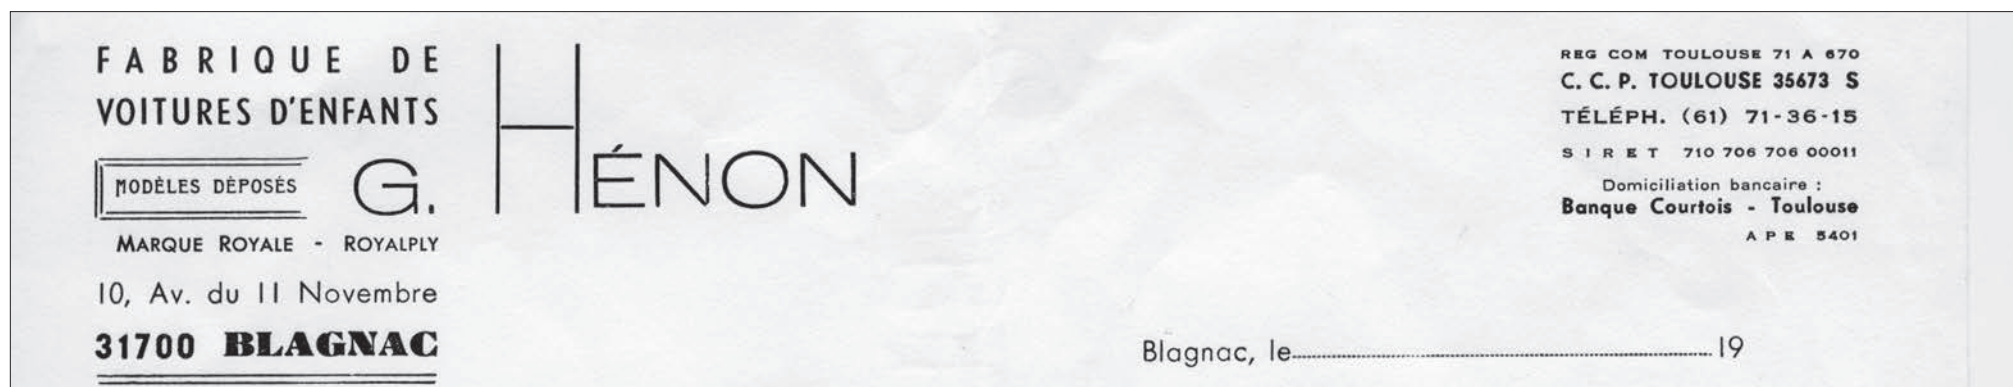 FABRIQUE DE
VOITURES D'ENFANTS
MODÈLES DÉPOSÉS
G. HÉNON
MARQUE ROYALE - ROYALPLY
10, Av. du 11 Novembre
31700 BLAGNAC
REG COM TOULOUSE 71 A 670
C. C. P. TOULOUSE 35673 S
TÉLÉPH. (61) 71-36-15
SIRET 710 706 706 00011
Domiciliation bancaire :
Banque Courtois - Toulouse
APE 5401
Blagnac, le 19